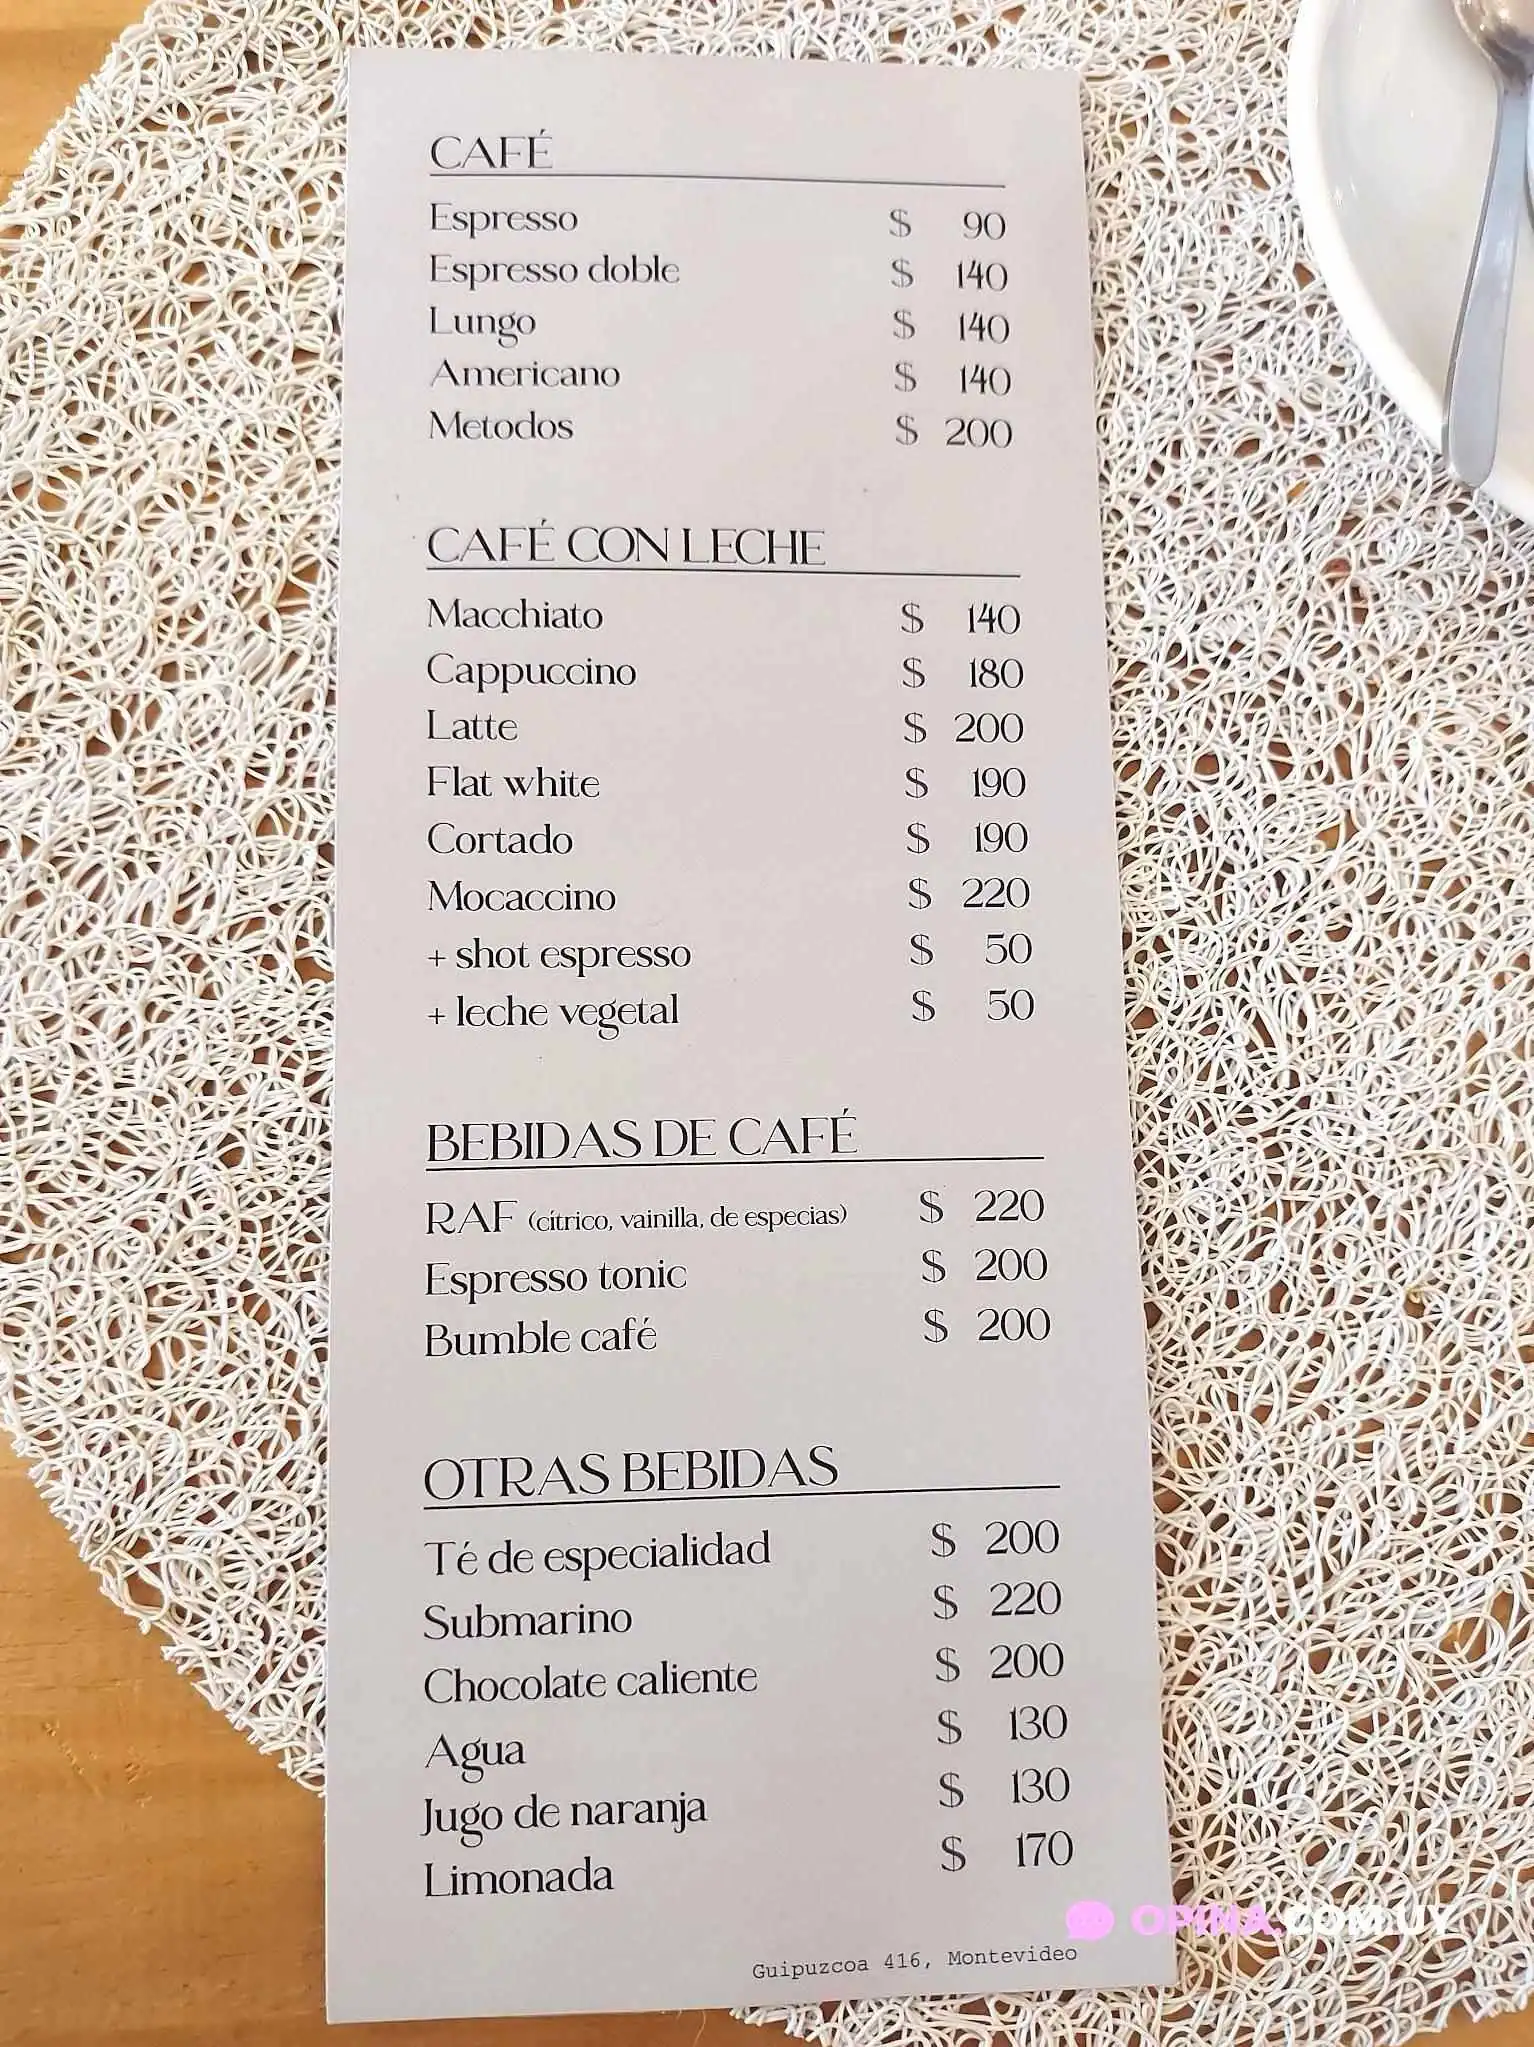 CAFÉ
Espresso $ 90
Espresso doble $ 140
Lungo $ 140
Americano $ 140
Metodos $ 200
CAFÉ CON LECHE
Macchiato $ 140
Cappuccino $ 180
Latte $ 200
Flat white $ 190
Cortado $ 190
Mocaccino $ 220
+ shot espresso $ 50
+ leche vegetal $ 50
BEBIDAS DE CAFÉ
RAF (cítrico, vainilla, de especias) $ 220
Espresso tonic $ 200
Bumble café $ 200
OTRAS BEBIDAS
Té de especialidad $ 200
Submarino $ 220
Chocolate caliente $ 200
Agua $ 130
Jugo de naranja $ 130
Limonada $ 170
OPINA.COM.UY
Guipuzcoa 416, Montevideo